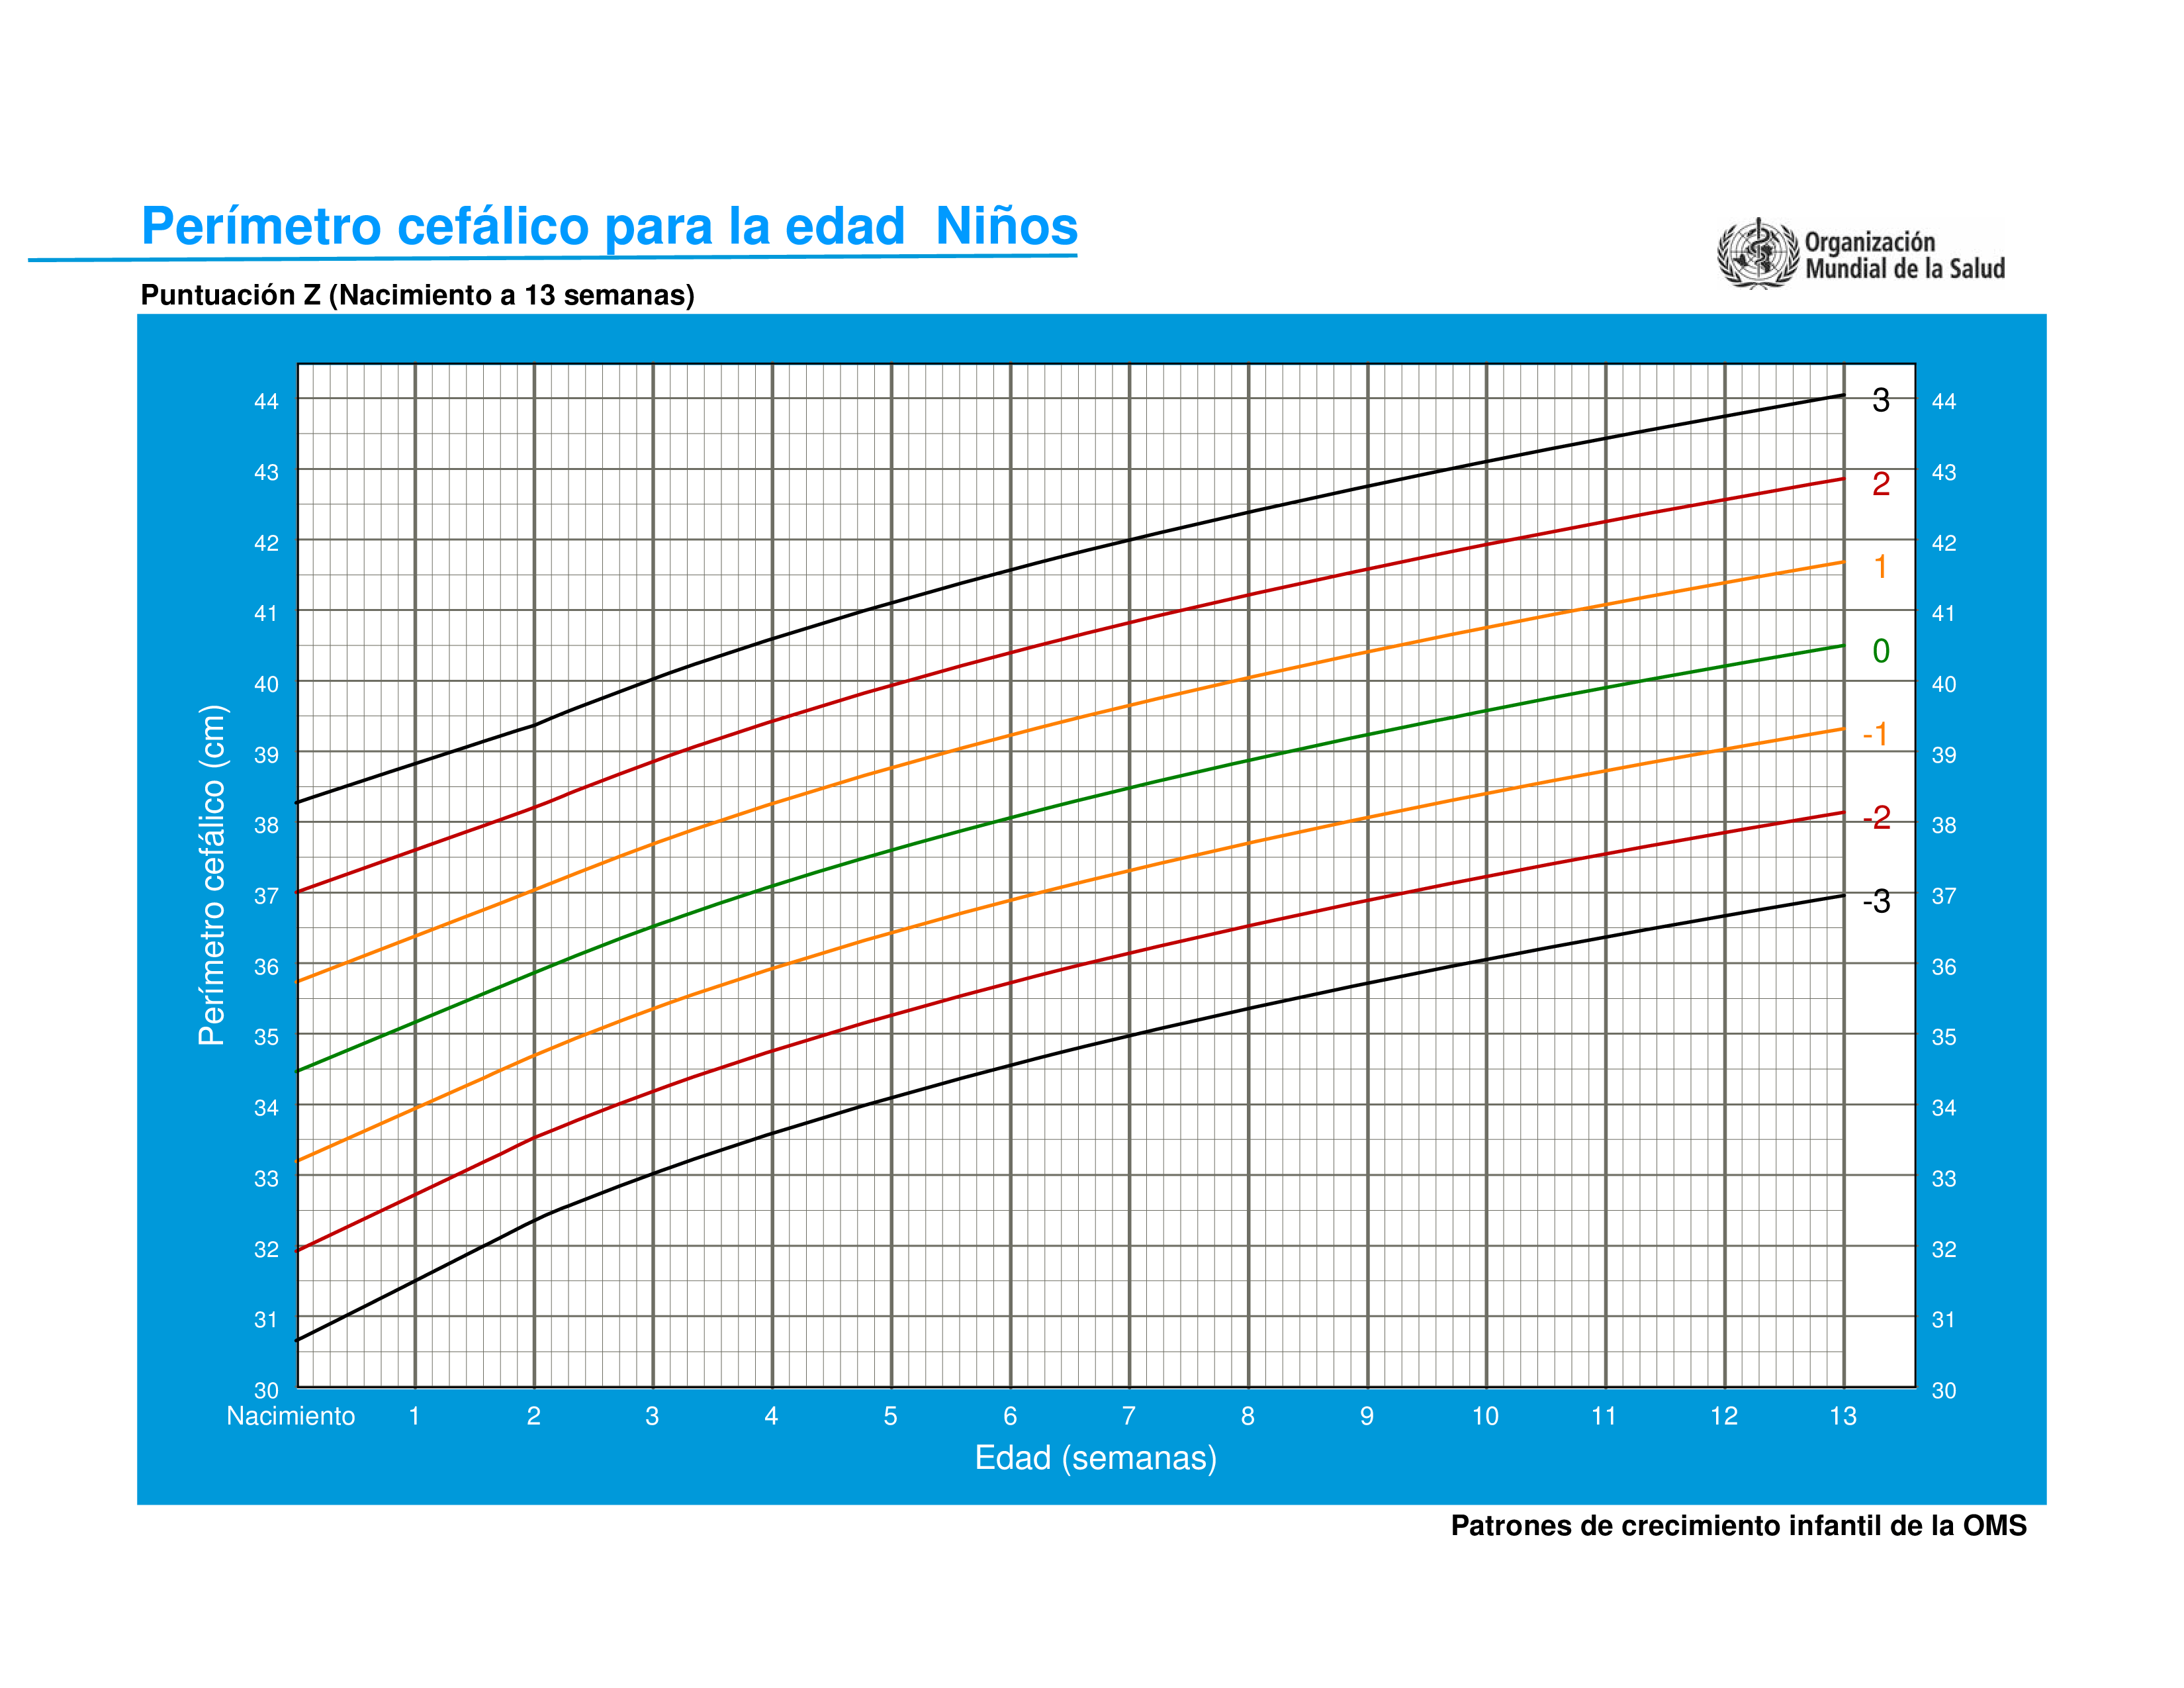 Perímetro cefálico para la edad  Niños
Organización
Mundial de la Salud
Puntuación Z (Nacimiento a 13 semanas)
44 3 44
43 2 43
42 1 42
41 0 41
40 -1 40
39 -2 39
38 -3 38
37 37
36 36
35 35
34 34
33 33
32 32
31 31
30 30
Perímetro cefálico (cm)
Nacimiento 1 2 3 4 5 6 7 8 9 10 11 12 13
Edad (semanas)
Patrones de crecimiento infantil de la OMS